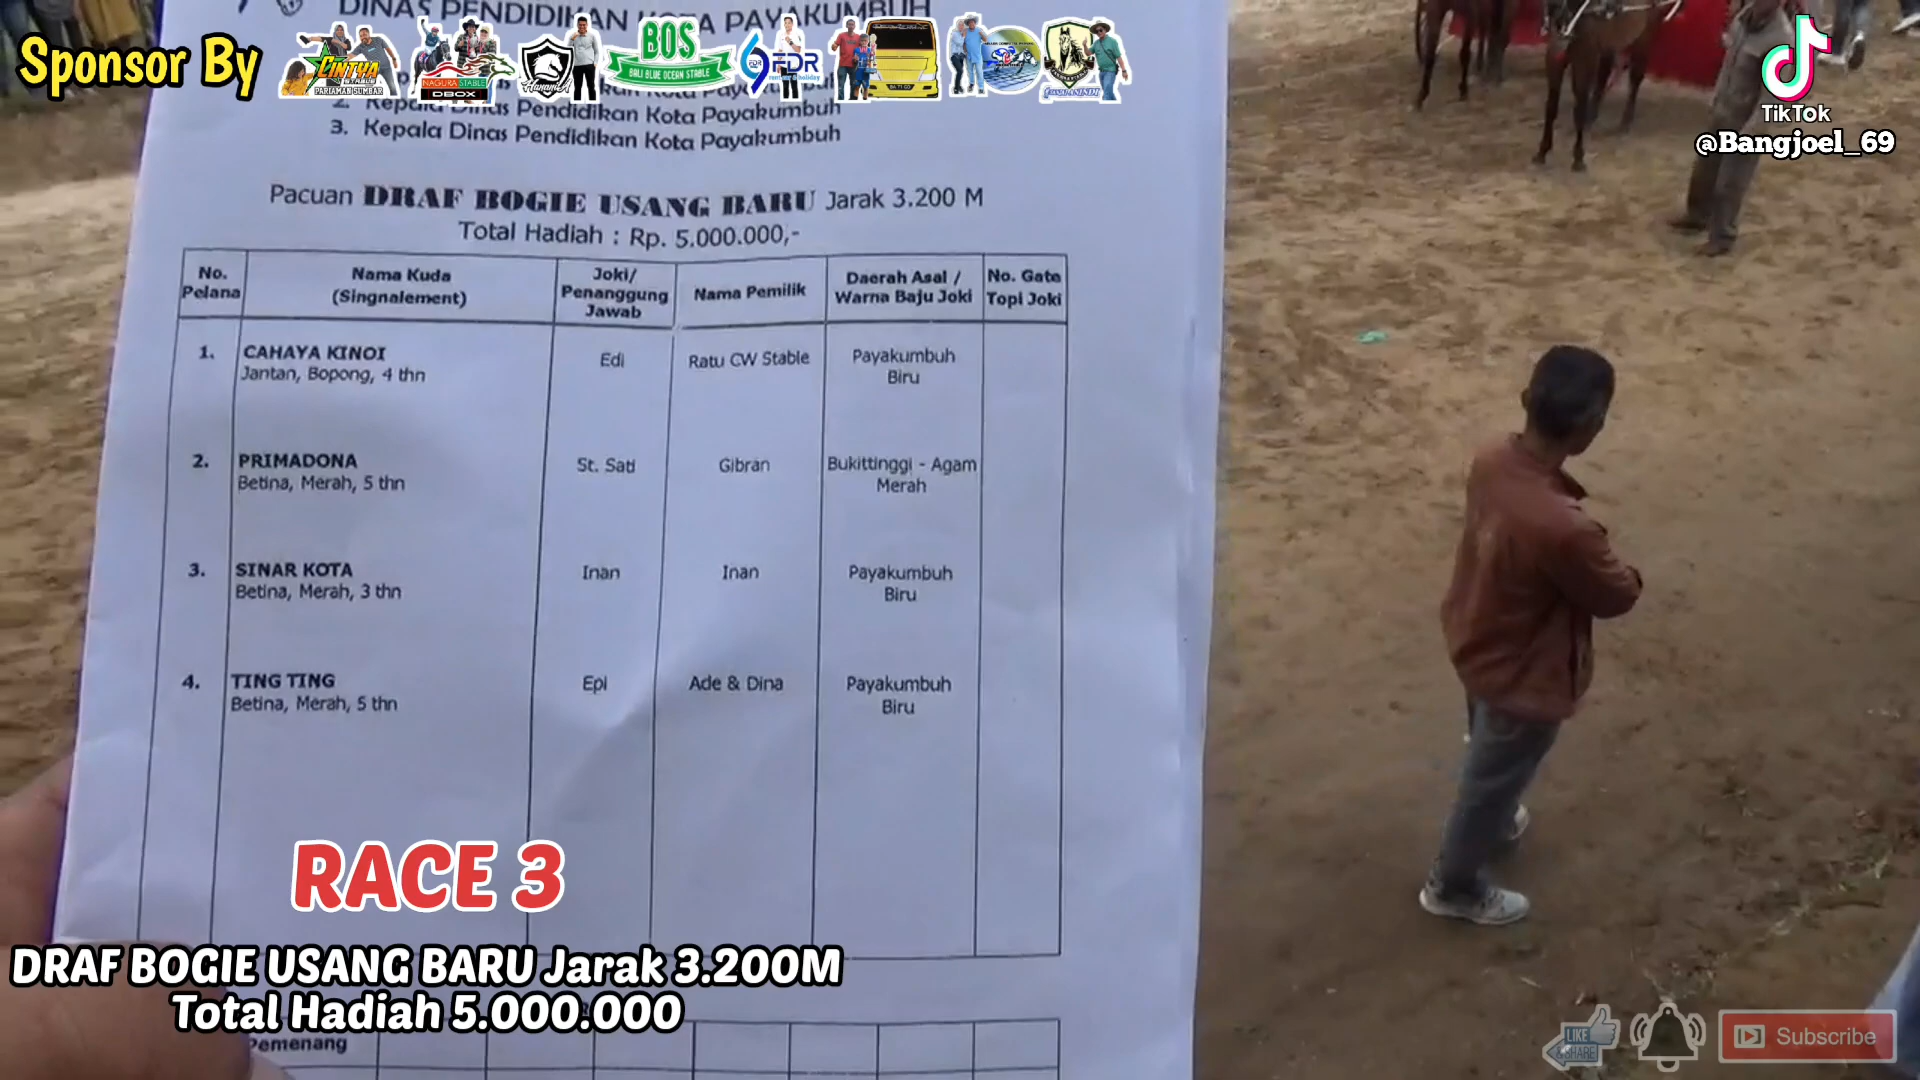 DINAS PENDIDIKAN KOTA PAYAKUMBUH
Sponsor By
CINTYA
STABLE
PARIAMAN SUMBAR
NAGURA STABLE
DBOX
BOS
BALI BLUE OCEAN STABLE
FDR
TikTok
@Bangjoel_69
2. Kepala Dinas Pendidikan Kota Payakumbuh
3. Kepala Dinas Pendidikan Kota Payakumbuh
Pacuan DRAF BOGIE USANG BARU Jarak 3.200 M
Total Hadiah : Rp. 5.000.000,-
No. Pelana Nama Kuda (Singnalement) Joki/ Penanggung Jawab Nama Pemilik Daerah Asal / Warna Baju Joki No. Gate Topi Joki
1. CAHAYA KINOI Edi Ratu CW Stable Payakumbuh
Jantan, Bopong, 4 thn Biru
2. PRIMADONA St. Sati Gibran Bukittinggi - Agam
Betina, Merah, 5 thn Merah
3. SINAR KOTA Inan Inan Payakumbuh
Betina, Merah, 3 thn Biru
4. TING TING Epi Ade & Dina Payakumbuh
Betina, Merah, 5 thn Biru
RACE 3
DRAF BOGIE USANG BARU Jarak 3.200M
Total Hadiah 5.000.000
Pemenang
LIKE
& SHARE
Subscribe